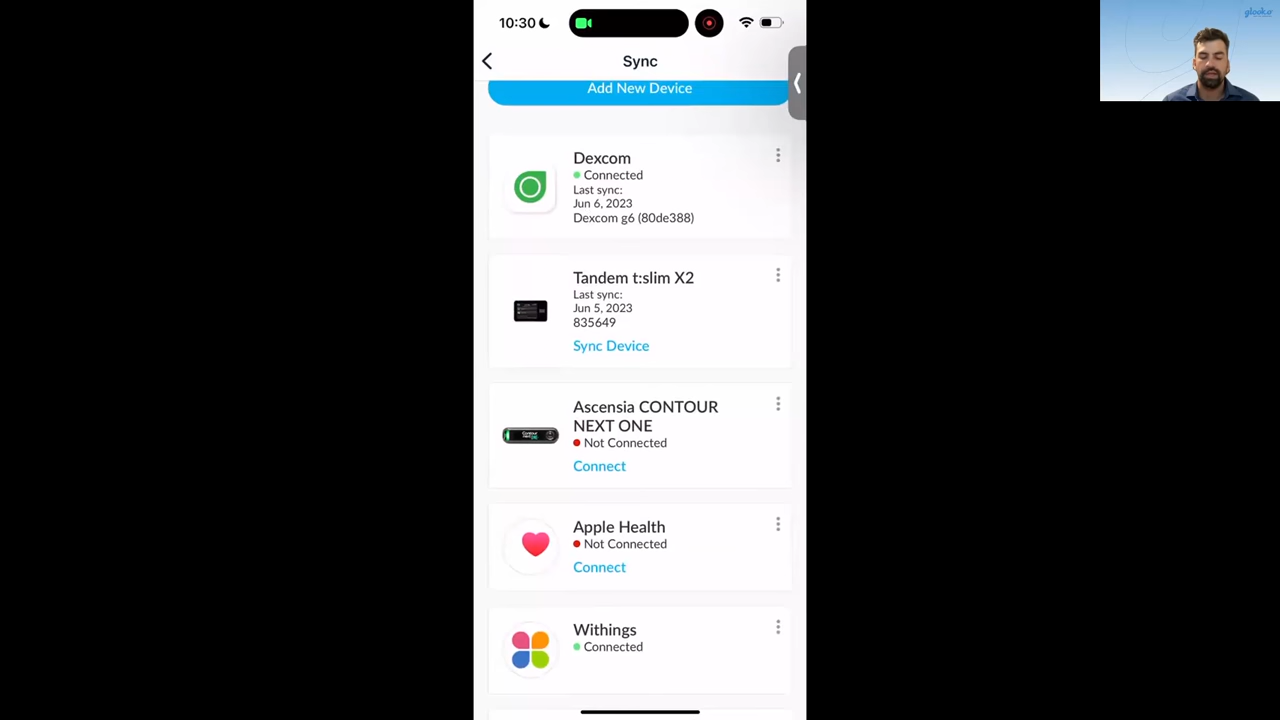 10:30
glooko
Sync
Add New Device
Dexcom
Connected
Last sync:
Jun 6, 2023
Dexcom g6 (80de388)
Tandem t:slim X2
Last sync:
Jun 5, 2023
835649
Sync Device
Ascensia CONTOUR
NEXT ONE
Not Connected
Connect
Apple Health
Not Connected
Connect
Withings
Connected